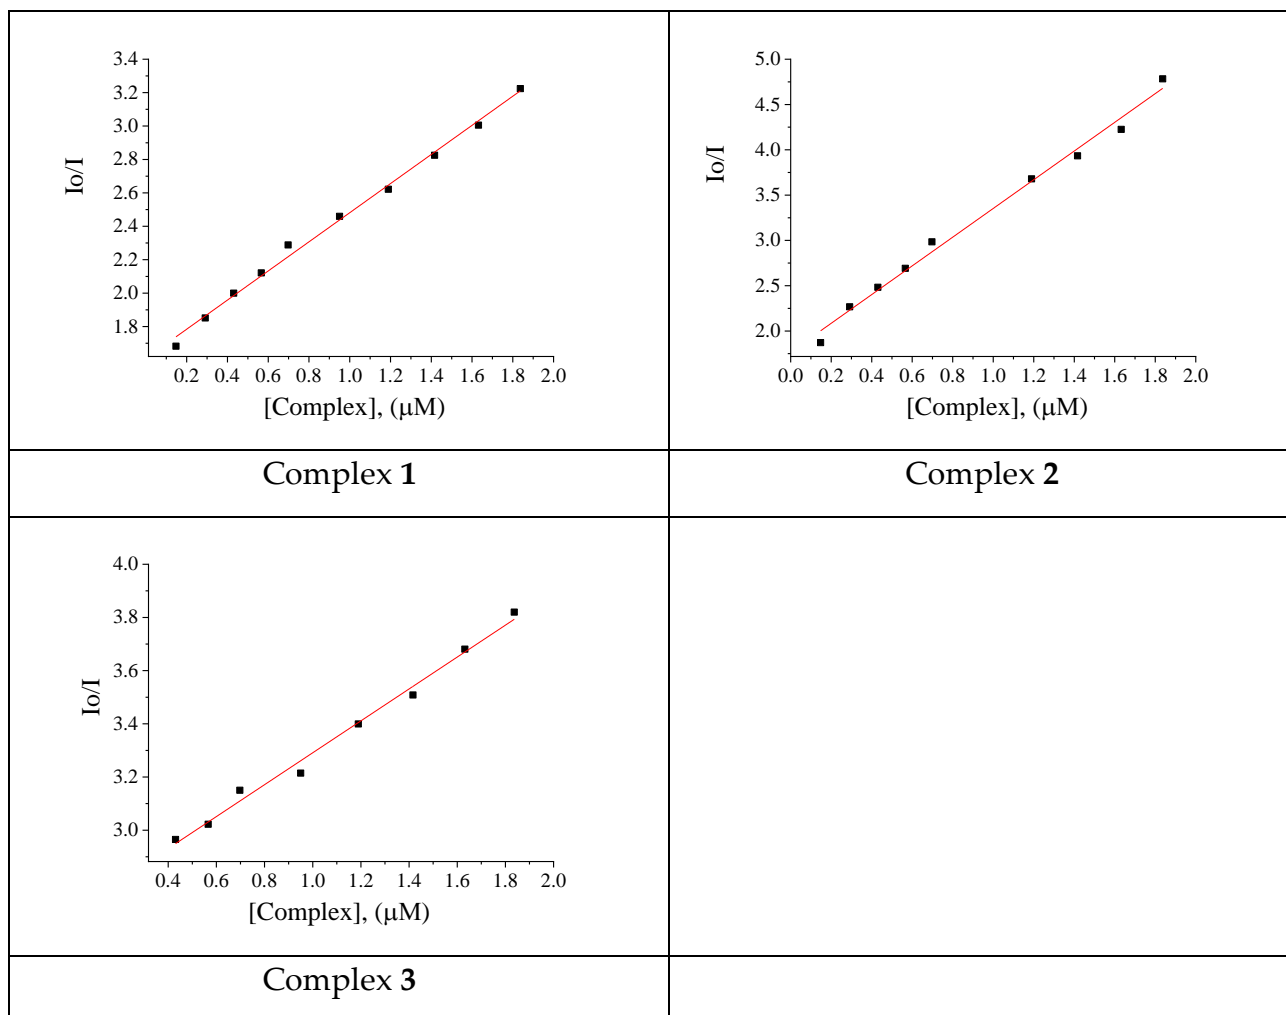 3.4
3.2
3.0
2.8
2.6
2.4
2.2
2.0
1.8
Io/I
0.2 0.4 0.6 0.8 1.0 1.2 1.4 1.6 1.8 2.0
[Complex], (μM)
5.0
4.5
4.0
3.5
3.0
2.5
2.0
Io/I
0.0 0.2 0.4 0.6 0.8 1.0 1.2 1.4 1.6 1.8 2.0
[Complex], (μM)
Complex 1
Complex 2
4.0
3.8
3.6
3.4
3.2
3.0
Io/I
0.4 0.6 0.8 1.0 1.2 1.4 1.6 1.8 2.0
[Complex], (μM)
Complex 3